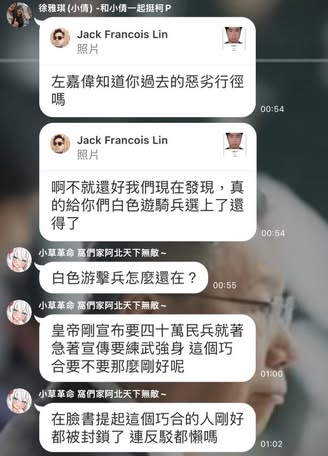 徐雅琪(小倩) -和小倩一起挺柯P
Jack Francois Lin
照片
左嘉偉知道你過去的惡劣行徑
嗎
00:54
Jack Francois Lin
照片
啊不就還好我們現在發現，真
的給你們白色遊騎兵選上了還
得了
00:54
小草革命 窩們家阿北天下無敵~
白色游擊兵怎麼還在？
00:55
小草革命 窩們家阿北天下無敵~
皇帝剛宣布要四十萬民兵就著
急著宣傳要練武強身 這個巧
合要不要那麼剛好呢
01:00
小草革命 窩們家阿北天下無敵~
在臉書提起這個巧合的人剛好
都被封鎖了 連反駁都懶嗎
01:02